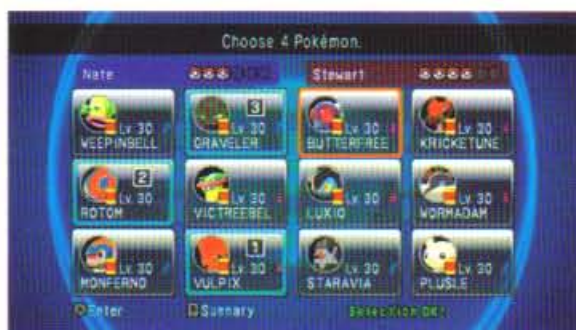 Choose 4 Pokémon.
Nate
Stewart
Lv. 30
WEEPINBELL
3
Lv. 30
GRAVELER
Lv. 30
BUTTERFREE
Lv. 30
KRICKETUNE
2
Lv. 30
ROTOM
Lv. 30
VICTREEBEL
Lv. 30
LUXIO
Lv. 30
WORMADAM
Lv. 30
MONFERNO
1
Lv. 30
VULPIX
Lv. 30
STARAVIA
Lv. 30
PLUSLE
Enter
Summary
Selection OK!